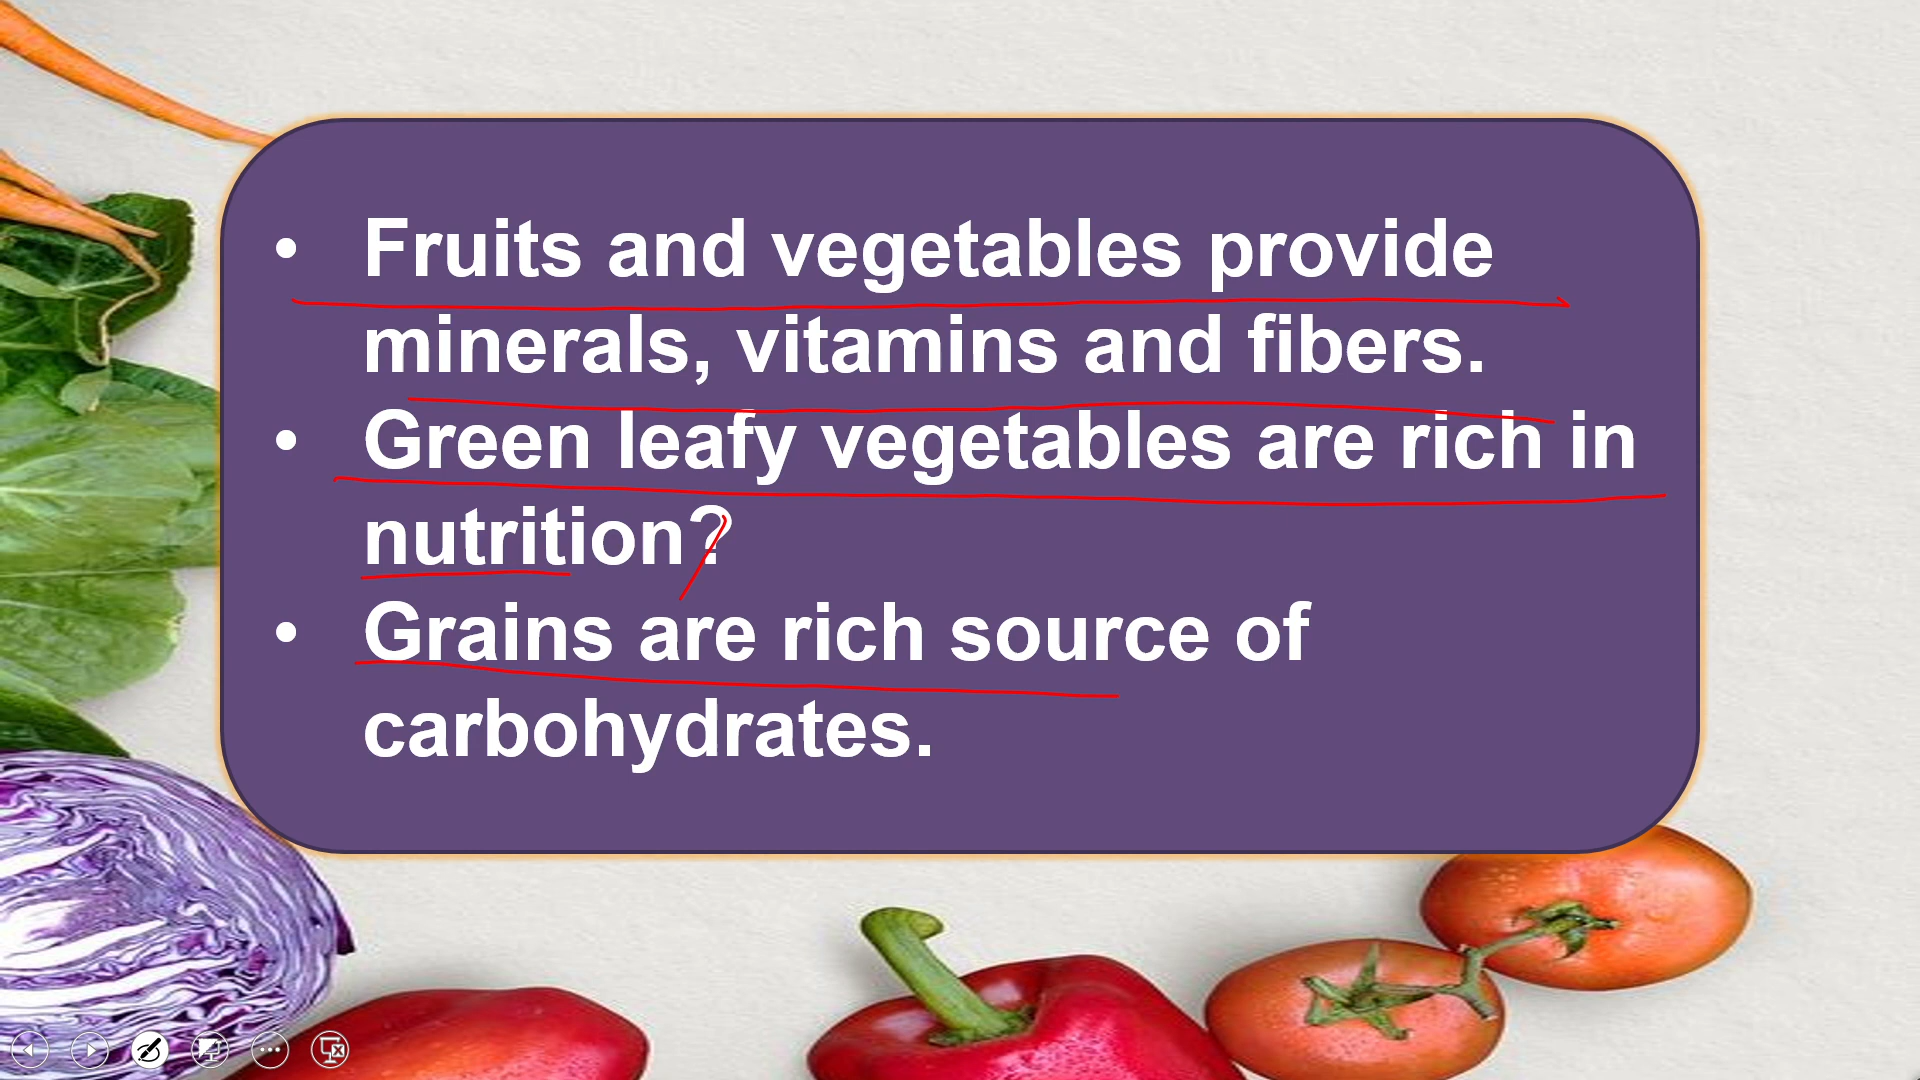 • Fruits and vegetables provide
minerals, vitamins and fibers.
• Green leafy vegetables are rich in
nutrition?
• Grains are rich source of
carbohydrates.